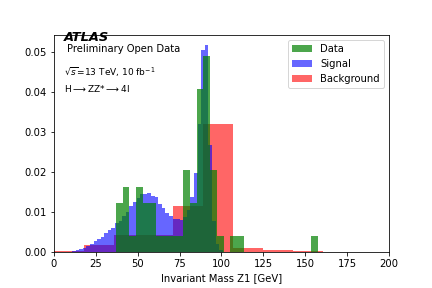 ATLAS
Preliminary Open Data
√s=13 TeV, 10 fb⁻¹
H⟶ZZ*⟶4l
Data
Signal
Background
0.05
0.04
0.03
0.02
0.01
0.00
0 25 50 75 100 125 150 175 200
Invariant Mass Z1 [GeV]